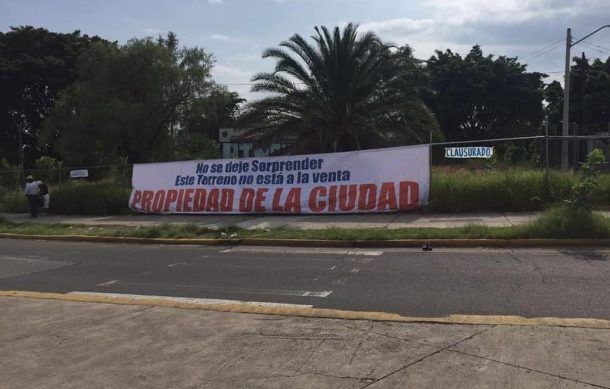 No se deje Sorprender
Este Terreno no está a la venta
PROPIEDAD DE LA CIUDAD
CLAUSURADO